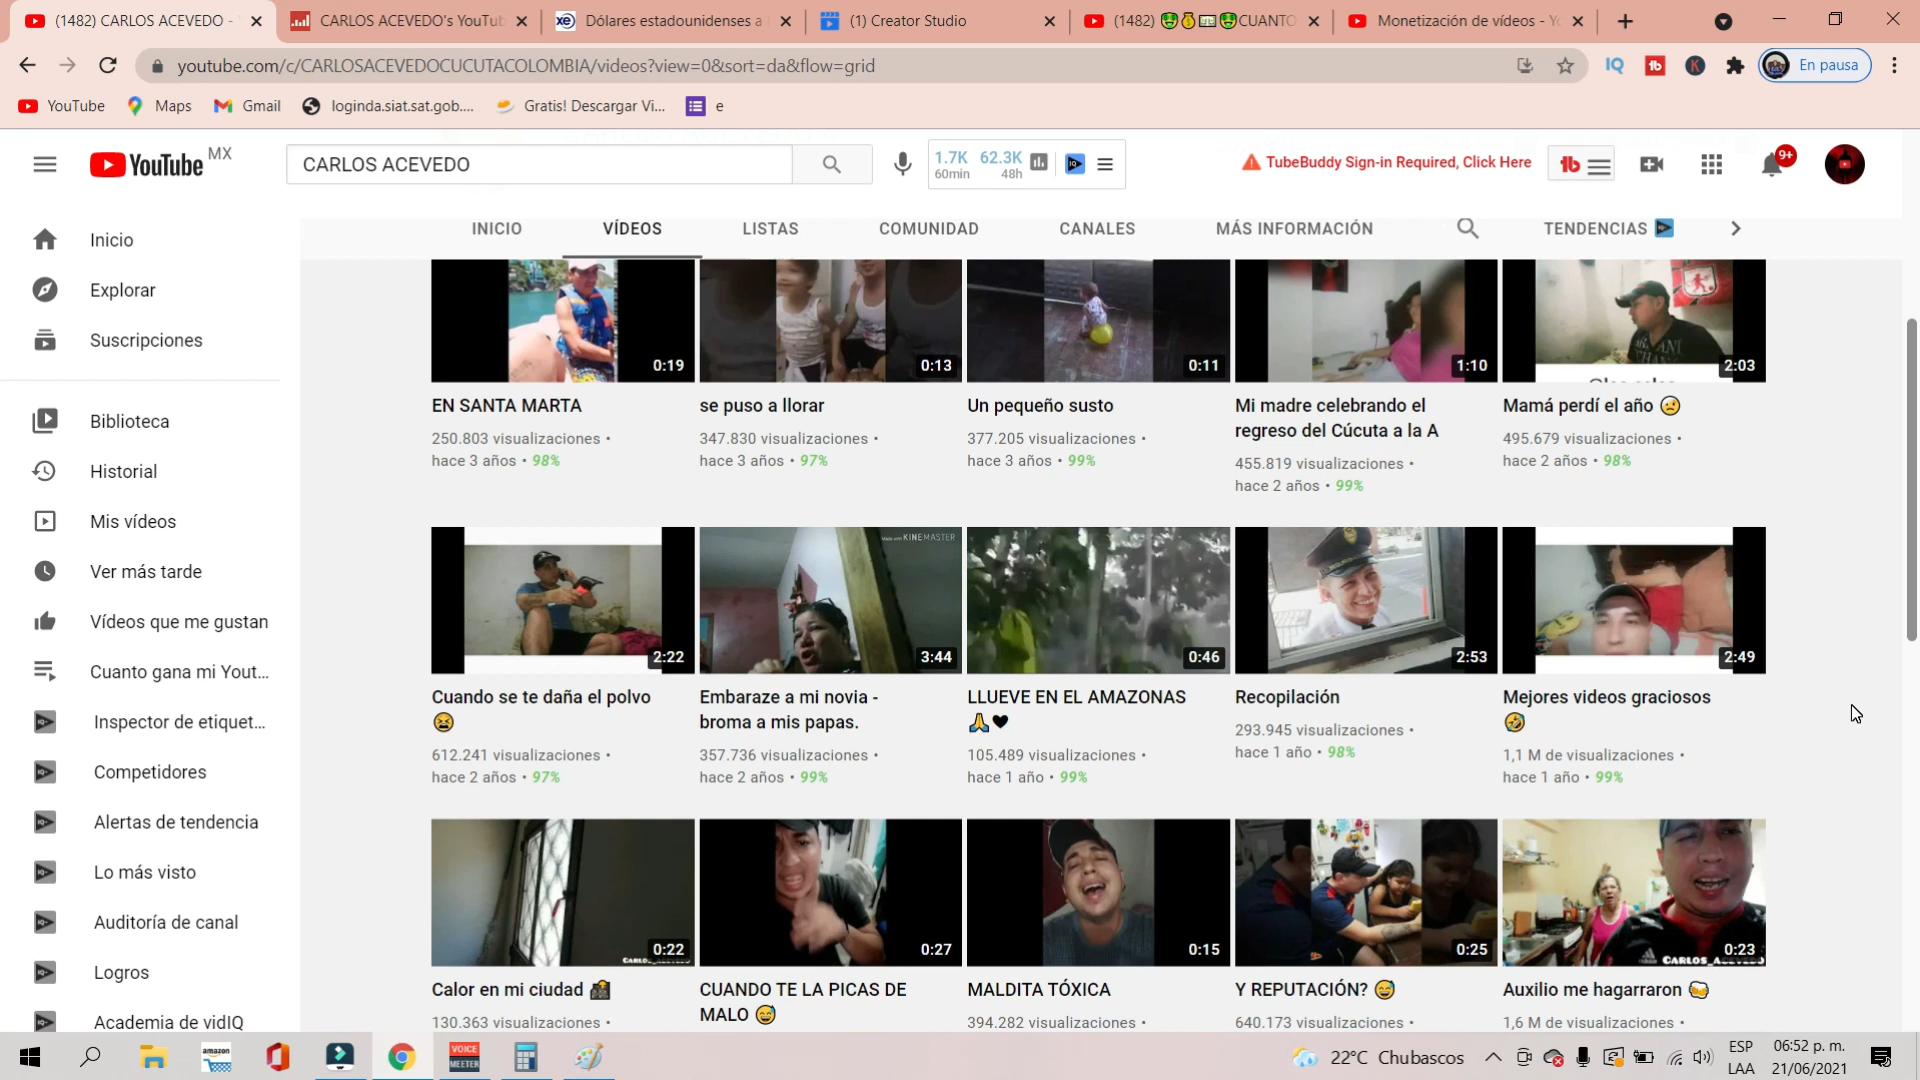 (1482) CARLOS ACEVEDO -
CARLOS ACEVEDO's YouTub
xe
Dólares estadounidenses a
(1) Creator Studio
(1482) 🤑💰💵🤑CUANTO
Monetización de vídeos - Yo
youtube.com/c/CARLOSACEVEDOCUCUTACOLOMBIA/videos?view=0&sort=da&flow=grid
IQ
tb
K
En pausa
YouTube
Maps
Gmail
loginda.siat.sat.gob....
Gratis! Descargar Vi...
e
YouTube MX
CARLOS ACEVEDO
1.7K 62.3K
60min 48h
TubeBuddy Sign-in Required, Click Here
tb
9+
INICIO
VÍDEOS
LISTAS
COMUNIDAD
CANALES
MÁS INFORMACIÓN
TENDENCIAS
Inicio
Explorar
Suscripciones
Biblioteca
Historial
Mis vídeos
Ver más tarde
Vídeos que me gustan
Cuanto gana mi Yout...
Inspector de etiquet...
Competidores
Alertas de tendencia
Lo más visto
Auditoría de canal
Logros
Academia de vidIQ
0:19
0:13
0:11
1:10
2:03
EN SANTA MARTA
250.803 visualizaciones •
hace 3 años • 98%
se puso a llorar
347.830 visualizaciones •
hace 3 años • 97%
Un pequeño susto
377.205 visualizaciones •
hace 3 años • 99%
Mi madre celebrando el
regreso del Cúcuta a la A
455.819 visualizaciones •
hace 2 años • 99%
Mamá perdí el año 😥
495.679 visualizaciones •
hace 2 años • 98%
2:22
Made with KINEMASTER
3:44
0:46
2:53
2:49
Cuando se te daña el polvo
😫
612.241 visualizaciones •
hace 2 años • 97%
Embaraze a mi novia -
broma a mis papas.
357.736 visualizaciones •
hace 2 años • 99%
LLUEVE EN EL AMAZONAS
🙏🖤
105.489 visualizaciones •
hace 1 año • 99%
Recopilación
293.945 visualizaciones •
hace 1 año • 98%
Mejores videos graciosos
🤣
1,1 M de visualizaciones •
hace 1 año • 99%
0:22
0:27
0:15
0:25
0:23
CARLOS_ACEVEDO
Calor en mi ciudad
130.363 visualizaciones •
CUANDO TE LA PICAS DE
MALO 😅
MALDITA TÓXICA
394.282 visualizaciones •
Y REPUTACIÓN? 😅
640.173 visualizaciones •
Auxilio me hagarraron
1,6 M de visualizaciones •
amazon
VOICE
MEETER
22°C Chubascos
ESP
LAA
06:52 p. m.
21/06/2021